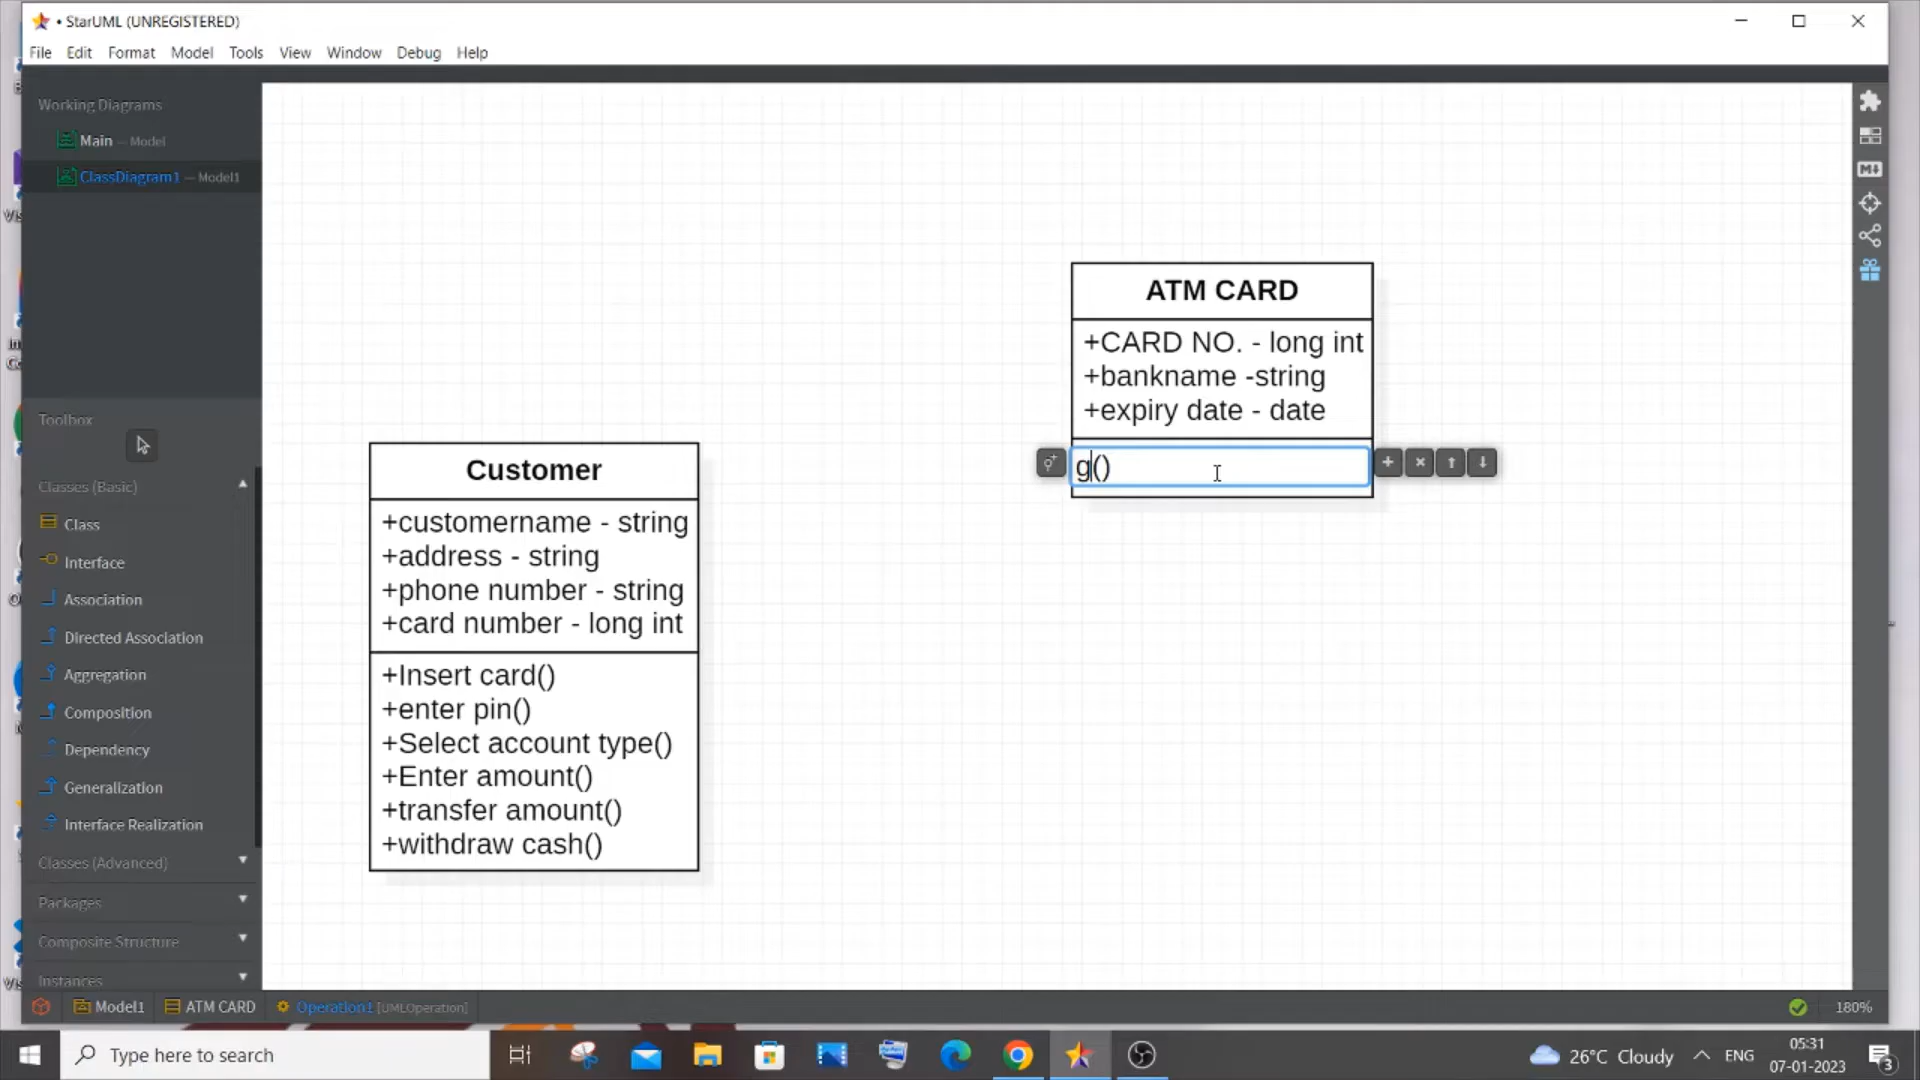 • StarUML (UNREGISTERED)
File Edit Format Model Tools View Window Debug Help
Working Diagrams
Main — Model
ClassDiagram1 — Model1
Toolbox
Classes (Basic)
Class
Interface
Association
Directed Association
Aggregation
Composition
Dependency
Generalization
Interface Realization
Classes (Advanced)
Packages
Composite Structure
Instances
Customer
+customername - string
+address - string
+phone number - string
+card number - long int
+Insert card()
+enter pin()
+Select account type()
+Enter amount()
+transfer amount()
+withdraw cash()
ATM CARD
+CARD NO. - long int
+bankname -string
+expiry date - date
g()
Model1 ATM CARD Operation1 [UMLOperation]
180%
Type here to search
26°C Cloudy
ENG
05:31
07-01-2023
3